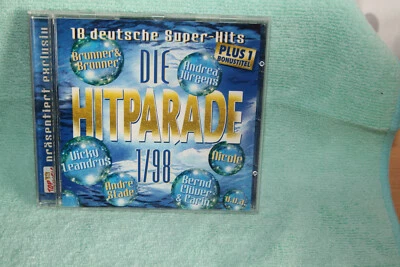 18 deutsche Super-Hits
PLUS 1
BONUSTITEL
Brunner &
Brunner
DIE
Andrea
Jürgens
HITPARADE
1/98
Vicky
Leandros
Andre
Stade
Bernd
Clüver
& Carin
Nicole
u.v.a.
präsentiert exclusiv